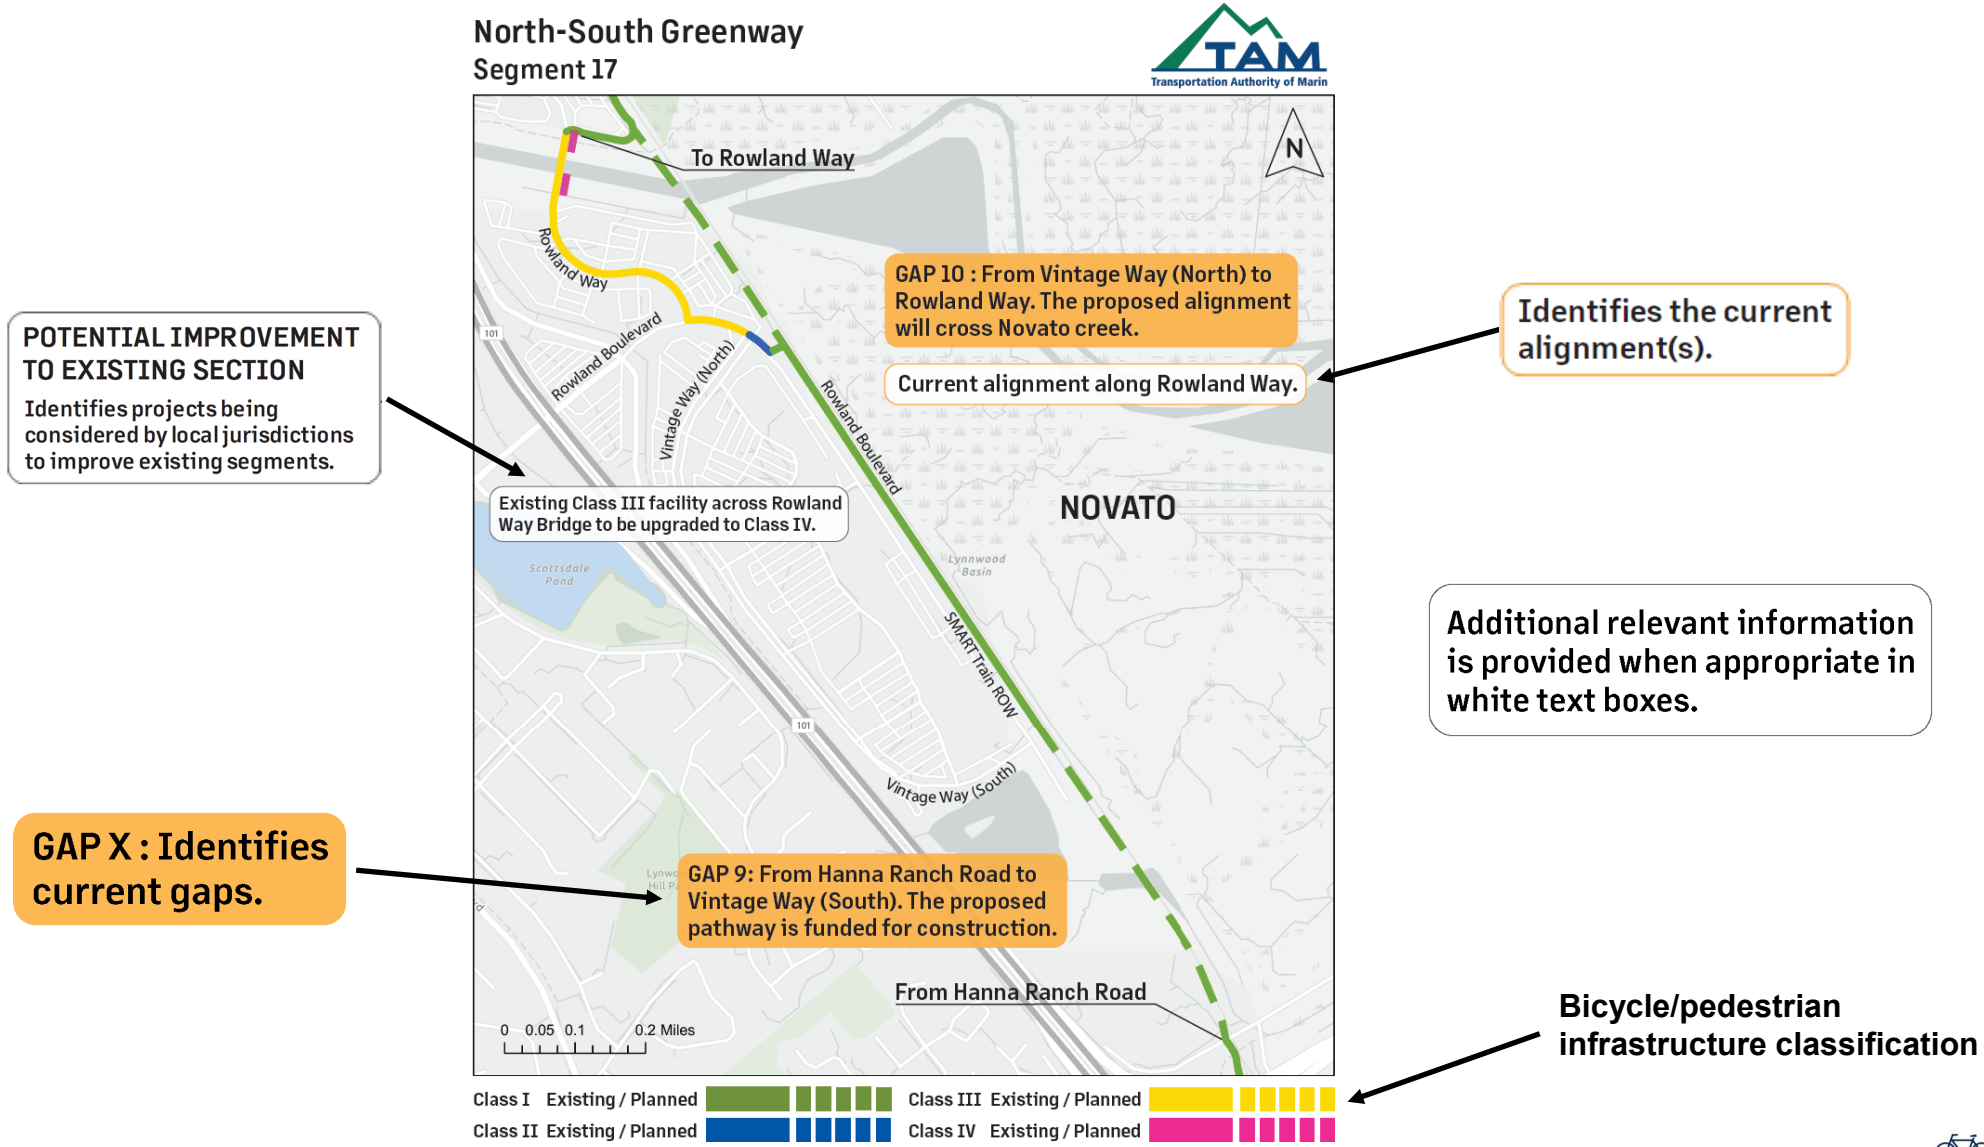 North-South Greenway
Segment 17
TAM
Transportation Authority of Marin
To Rowland Way
N
Rowland Way
GAP 10 : From Vintage Way (North) to
Rowland Way. The proposed alignment
will cross Novato creek.
Current alignment along Rowland Way.
Identifies the current
alignment(s).
POTENTIAL IMPROVEMENT
TO EXISTING SECTION
Identifies projects being
considered by local jurisdictions
to improve existing segments.
101
Rowland Boulevard
Vintage Way (North)
Rowland Boulevard
Existing Class III facility across Rowland
Way Bridge to be upgraded to Class IV.
NOVATO
Scottsdale
Pond
Lynnwood
Basin
SMART Train ROW
Additional relevant information
is provided when appropriate in
white text boxes.
101
Vintage Way (South)
GAP X : Identifies
current gaps.
GAP 9: From Hanna Ranch Road to
Vintage Way (South). The proposed
pathway is funded for construction.
Hill
From Hanna Ranch Road
0 0.05 0.1 0.2 Miles
Bicycle/pedestrian
infrastructure classification
Class I Existing / Planned
Class III Existing / Planned
Class II Existing / Planned
Class IV Existing / Planned